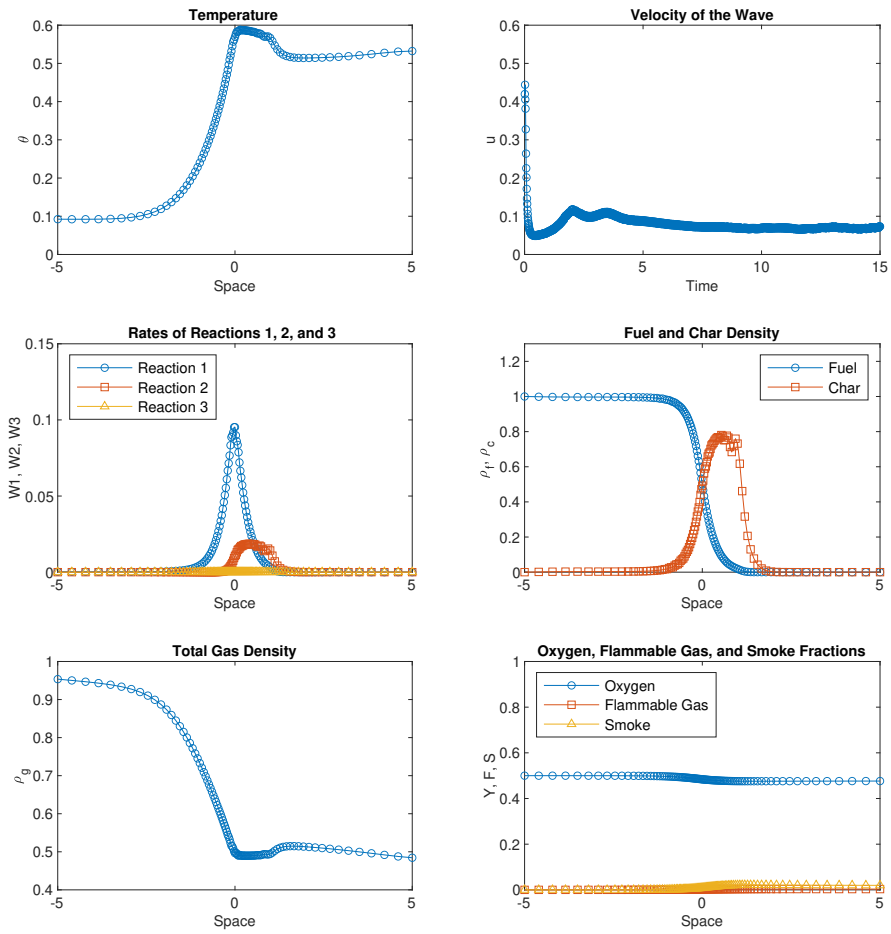 Temperature
0.6
0.5
0.4
0.3
0.2
0.1
0
θ
-5 0 5
Space
Velocity of the Wave
0.6
0.5
0.4
0.3
0.2
0.1
0
u
0 5 10 15
Time
Rates of Reactions 1, 2, and 3
0.15
0.1
0.05
0
W1, W2, W3
Reaction 1
Reaction 2
Reaction 3
-5 0 5
Space
Fuel and Char Density
1.2
1
0.8
0.6
0.4
0.2
0
ρf, ρc
Fuel
Char
-5 0 5
Space
Total Gas Density
1
0.9
0.8
0.7
0.6
0.5
0.4
ρg
-5 0 5
Space
Oxygen, Flammable Gas, and Smoke Fractions
1
0.8
0.6
0.4
0.2
0
Y, F, S
Oxygen
Flammable Gas
Smoke
-5 0 5
Space